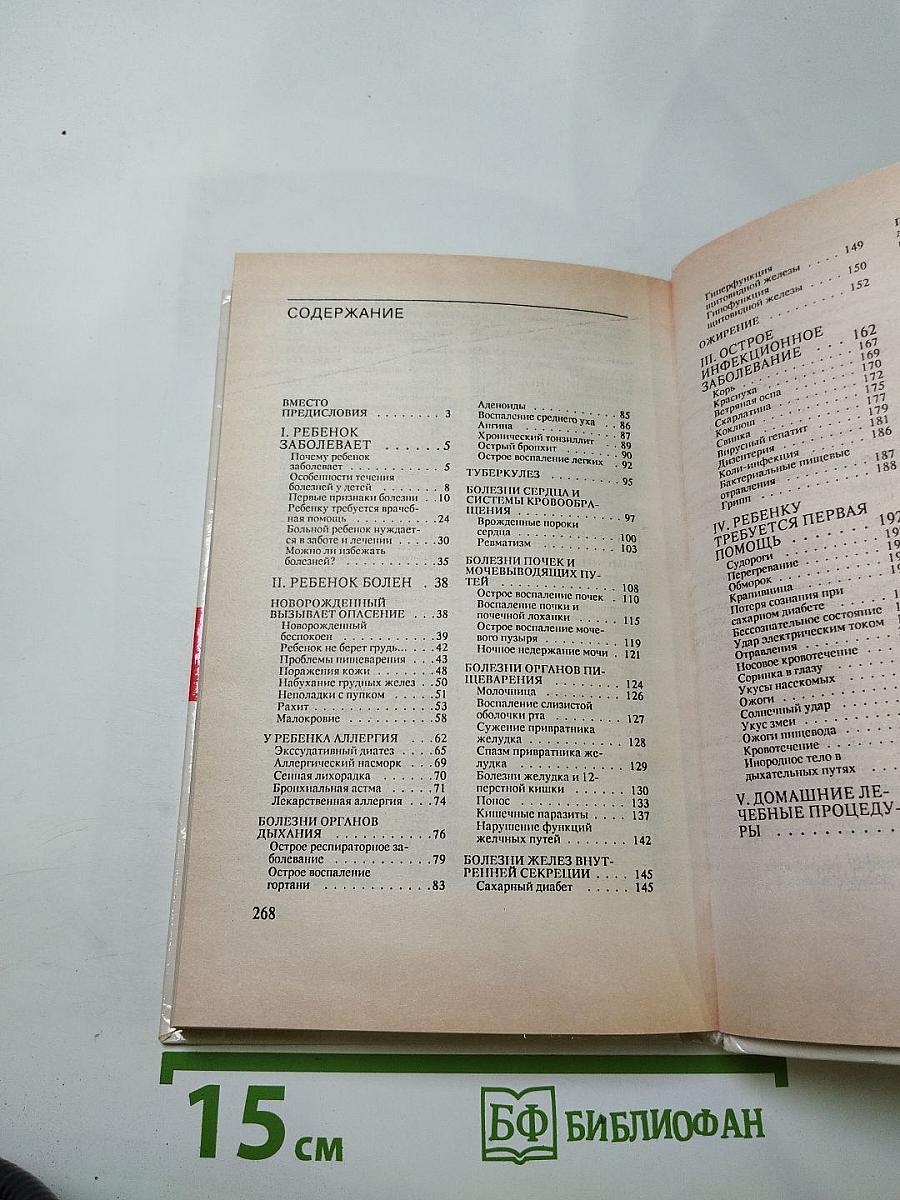 СОДЕРЖАНИЕ
ВМЕСТО
ПРЕДИСЛОВИЯ ........ 3
I. РЕБЕНОК
ЗАБОЛЕВАЕТ ....... 5
Почему ребенок
заболевает ........... 5
Особенности течения
болезней у детей ....... 8
Первые признаки болезни .. 10
Ребенку требуется врачеб-
ная помощь ......... 24
Больной ребенок нуждает-
ся в заботе и лечении .... 30
Можно ли избежать
болезней? ........... 35
II. РЕБЕНОК БОЛЕН . 38
НОВОРОЖДЕННЫЙ
ВЫЗЫВАЕТ ОПАСЕНИЕ .. 38
Новорожденный
беспокоен .......... 39
Ребенок не берет грудь... . 42
Проблемы пищеварения .. 43
Поражения кожи ...... 48
Набухание грудных желез . 50
Неполадки с пупком .... 51
Рахит ............ 53
Малокровие ......... 58
У РЕБЕНКА АЛЛЕРГИЯ .. 62
Экссудативный диатез ... 65
Аллергический насморк .. 69
Сенная лихорадка ..... 70
Бронхиальная астма .... 71
Лекарственная аллергия .. 74
БОЛЕЗНИ ОРГАНОВ
ДЫХАНИЯ .......... 76
Острое респираторное за-
болевание .......... 79
Острое воспаление
гортани ........... 83
268
Аденоиды .......... 85
Воспаление среднего уха .. 86
Ангина ........... 87
Хронический тонзиллит .. 89
Острый бронхит ...... 90
Острое воспаление легких . 92
ТУБЕРКУЛЕЗ ......... 95
БОЛЕЗНИ СЕРДЦА И
СИСТЕМЫ КРОВООБРА-
ЩЕНИЯ ............ 97
Врожденные пороки
сердца ........... 100
Ревматизм ......... 103
БОЛЕЗНИ ПОЧЕК И
МОЧЕВЫВОДЯЩИХ ПУ-
ТЕЙ ............. 108
Острое воспаление почек . 110
Воспаление почки и
почечной лоханки ..... 115
Острое воспаление моче-
вого пузыря ........ 119
Ночное недержание мочи . 121
БОЛЕЗНИ ОРГАНОВ ПИ-
ЩЕВАРЕНИЯ ......... 124
Молочница ......... 126
Воспаление слизистой
оболочки рта ........ 127
Сужение привратника
желудка .......... 128
Спазм привратника же-
лудка ........... 129
Болезни желудка и 12-
перстной кишки ...... 130
Понос ........... 133
Кишечные паразиты .... 137
Нарушение функций
желчных путей ....... 142
БОЛЕЗНИ ЖЕЛЕЗ ВНУТ-
РЕННЕЙ СЕКРЕЦИИ .... 145
Сахарный диабет ..... 145
Гиперфункция
щитовидной железы .... 149
Гипофункция
щитовидной железы .... 150
ОЖИРЕНИЕ .......... 152
III. ОСТРОЕ
ИНФЕКЦИОННОЕ
ЗАБОЛЕВАНИЕ .... 162
Корь ............ 167
Краснуха .......... 169
Ветряная оспа ....... 170
Скарлатина ......... 172
Коклюш ........... 175
Свинка ........... 177
Вирусный гепатит ..... 179
Дизентерия ......... 181
Коли-инфекция ....... 186
Бактериальные пищевые
отравления ......... 187
Грипп ............ 188
IV. РЕБЕНКУ
ТРЕБУЕТСЯ ПЕРВАЯ
ПОМОЩЬ
Судороги
Перегревание
Обморок
Крапивница
Потеря сознания при
сахарном диабете
Бессознательное состояние
Удар электрическим током
Отравления
Носовое кровотечение
Соринка в глазу
Укусы насекомых
Ожоги
Солнечный удар
Укус змеи
Ожоги пищевода
Кровотечение
Инородное тело в
дыхательных путях
V. ДОМАШНИЕ ЛЕ-
ЧЕБНЫЕ ПРОЦЕДУ-
РЫ
15 см
БФ БИБЛИОФАН